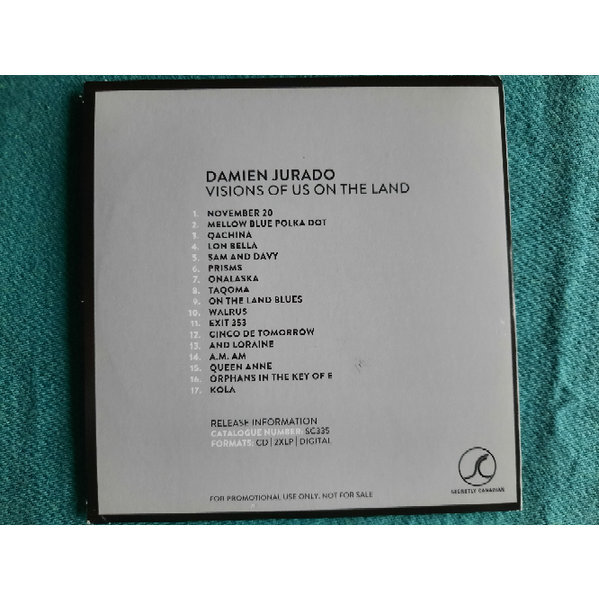 DAMIEN JURADO
VISIONS OF US ON THE LAND
1. NOVEMBER 20
2. MELLOW BLUE POLKA DOT
3. QACHINA
4. LON BELLA
5. SAM AND DAVY
6. PRISMS
7. ONALASKA
8. TAQOMA
9. ON THE LAND BLUES
10. WALRUS
11. EXIT 353
12. CINCO DE TOMORROW
13. AND LORAINE
14. A.M. AM
15. QUEEN ANNE
16. ORPHANS IN THE KEY OF E
17. KOLA
RELEASE INFORMATION
CATALOGUE NUMBER: SC335
FORMATS: CD | 2XLP | DIGITAL
SECRETLY CANADIAN
FOR PROMOTIONAL USE ONLY. NOT FOR SALE